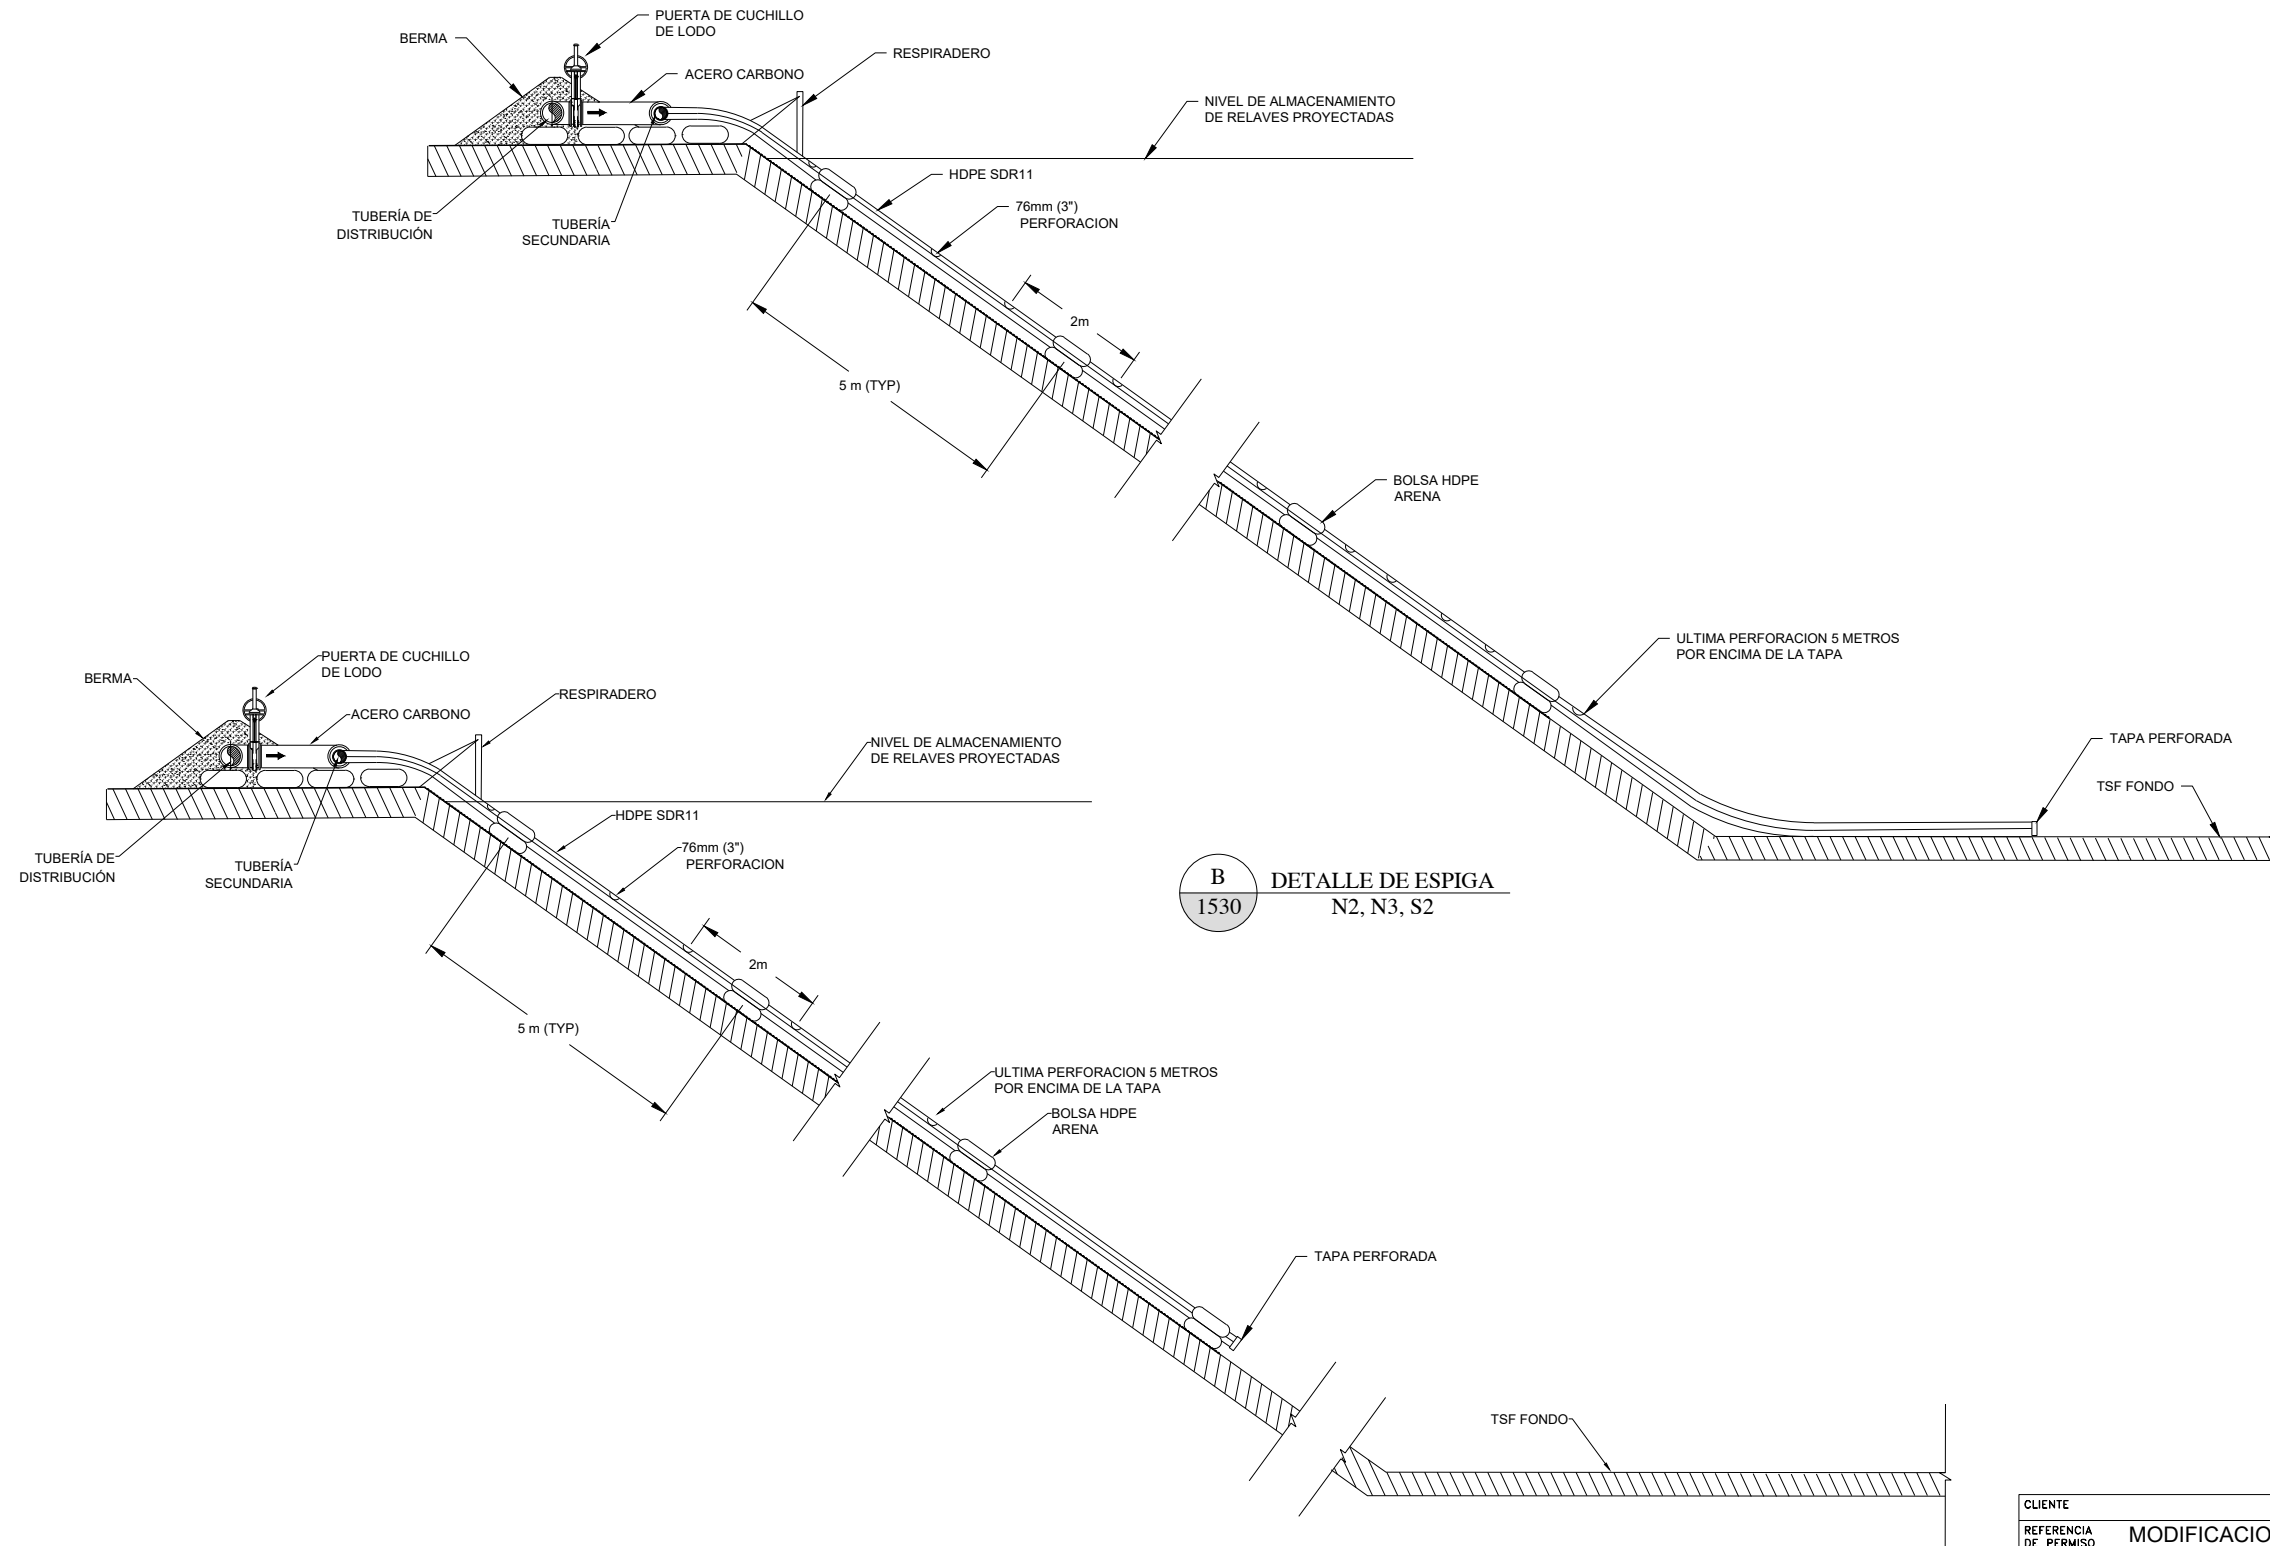 PUERTA DE CUCHILLO
DE LODO
BERMA
RESPIRADERO
ACERO CARBONO
NIVEL DE ALMACENAMIENTO
DE RELAVES PROYECTADAS
HDPE SDR11
76mm (3")
PERFORACION
TUBERÍA DE
DISTRIBUCIÓN
TUBERÍA
SECUNDARIA
2m
5 m (TYP)
BOLSA HDPE
ARENA
ULTIMA PERFORACION 5 METROS
POR ENCIMA DE LA TAPA
TAPA PERFORADA
TSF FONDO
B
1530
DETALLE DE ESPIGA
N2, N3, S2
PUERTA DE CUCHILLO
DE LODO
BERMA
RESPIRADERO
ACERO CARBONO
NIVEL DE ALMACENAMIENTO
DE RELAVES PROYECTADAS
HDPE SDR11
76mm (3")
PERFORACION
TUBERÍA DE
DISTRIBUCIÓN
TUBERÍA
SECUNDARIA
2m
5 m (TYP)
ULTIMA PERFORACION 5 METROS
POR ENCIMA DE LA TAPA
BOLSA HDPE
ARENA
TAPA PERFORADA
TSF FONDO
CLIENTE
REFERENCIA
DE PERMISO
MODIFICACIO